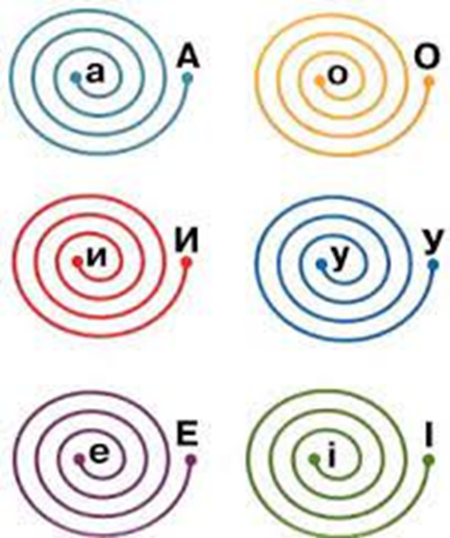 а А
о О
и И
у У
е Е
і І